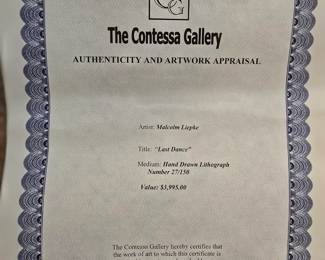 CG
The Contessa Gallery
AUTHENTICITY AND ARTWORK APPRAISAL
Artist: Malcolm Liepke
Title: "Last Dance"
Medium: Hand Drawn Lithograph
Number 27/150
Value: $3,995.00
The Contessa Gallery hereby certifies that
the work of art to which this certificate is